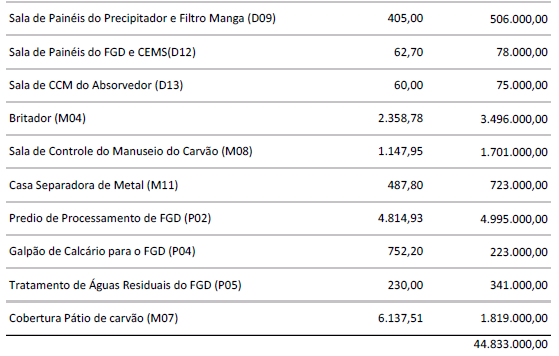 Sala de Painéis do Precipitador e Filtro Manga (D09) 405,00 506.000,00
Sala de Painéis do FGD e CEMS(D12) 62,70 78.000,00
Sala de CCM do Absorvedor (D13) 60,00 75.000,00
Britador (M04) 2.358,78 3.496.000,00
Sala de Controle do Manuseio do Carvão (M08) 1.147,95 1.701.000,00
Casa Separadora de Metal (M11) 487,80 723.000,00
Predio de Processamento de FGD (P02) 4.814,93 4.995.000,00
Galpão de Calcário para o FGD (P04) 752,20 223.000,00
Tratamento de Águas Residuais do FGD (P05) 230,00 341.000,00
Cobertura Pátio de carvão (M07) 6.137,51 1.819.000,00
44.833.000,00